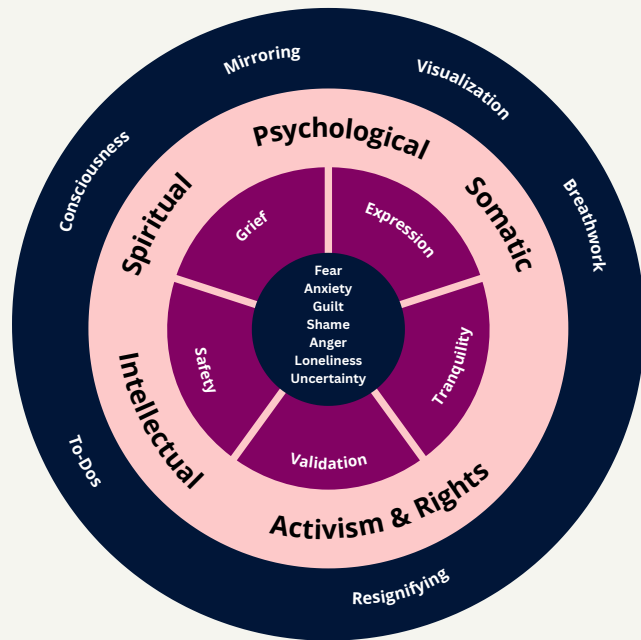 Mirroring
Visualization
Breathwork
Resignifying
To-Dos
Consciousness
Psychological
Somatic
Activism & Rights
Intellectual
Spiritual
Grief
Expression
Tranquility
Validation
Safety
Fear
Anxiety
Guilt
Shame
Anger
Loneliness
Uncertainty